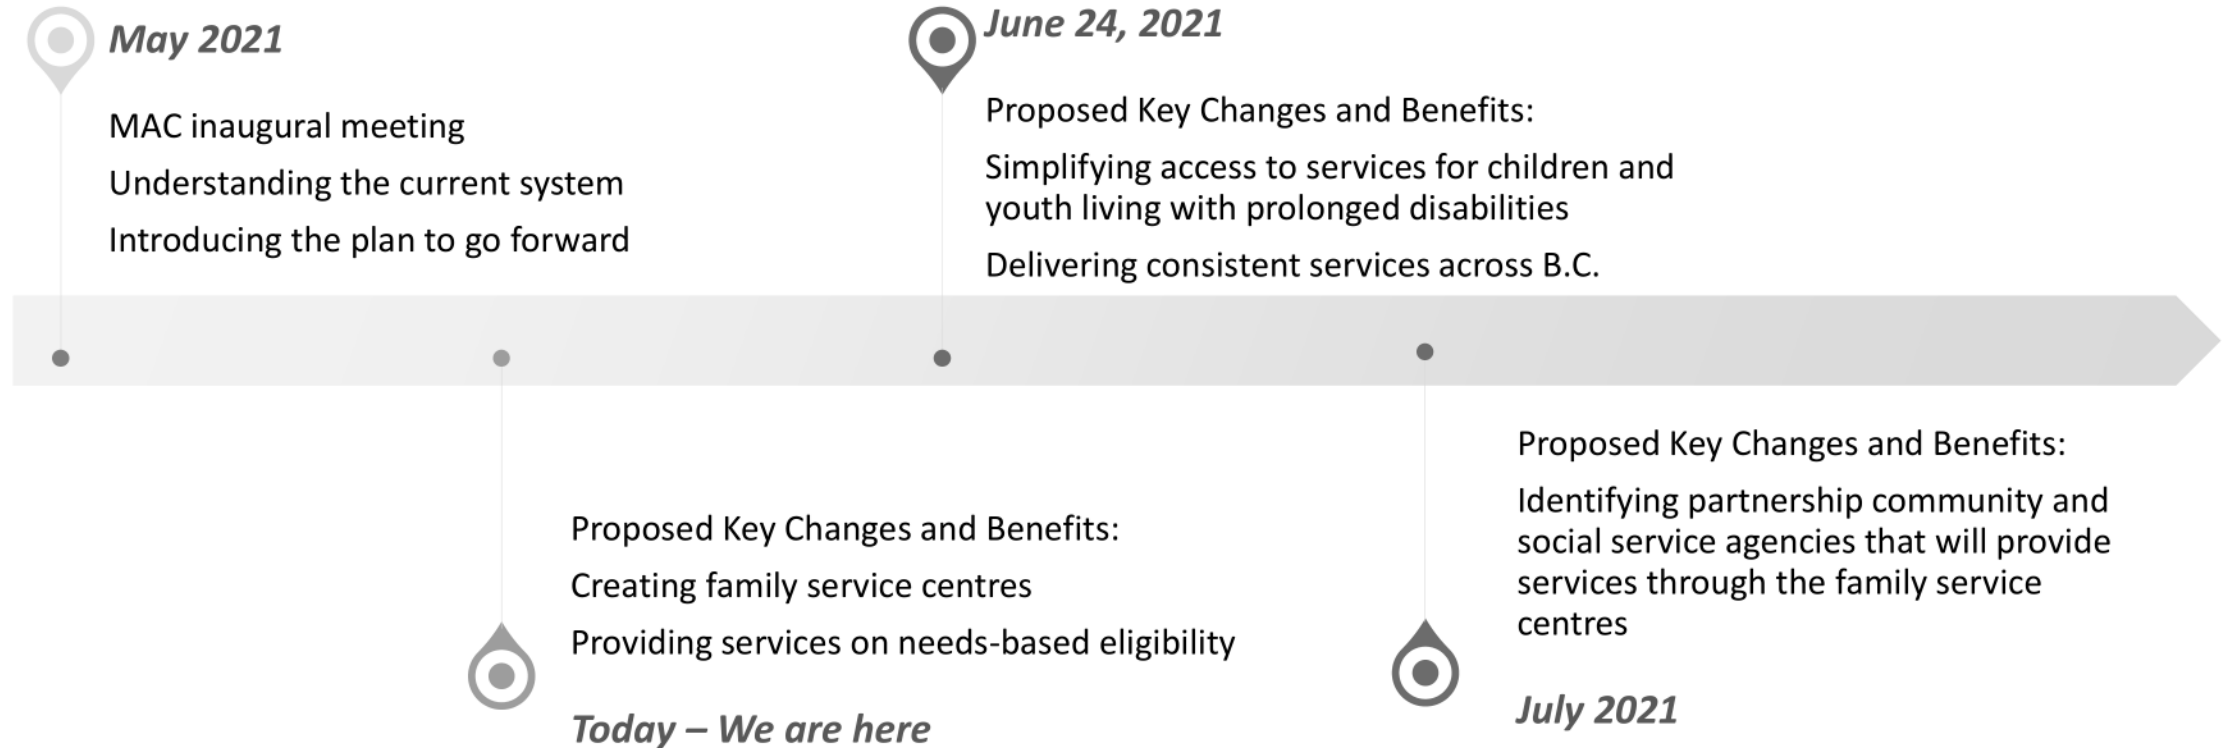 May 2021
MAC inaugural meeting
Understanding the current system
Introducing the plan to go forward
Proposed Key Changes and Benefits:
Creating family service centres
Providing services on needs-based eligibility
Today – We are here
June 24, 2021
Proposed Key Changes and Benefits:
Simplifying access to services for children and
youth living with prolonged disabilities
Delivering consistent services across B.C.
Proposed Key Changes and Benefits:
Identifying partnership community and
social service agencies that will provide
services through the family service
centres
July 2021